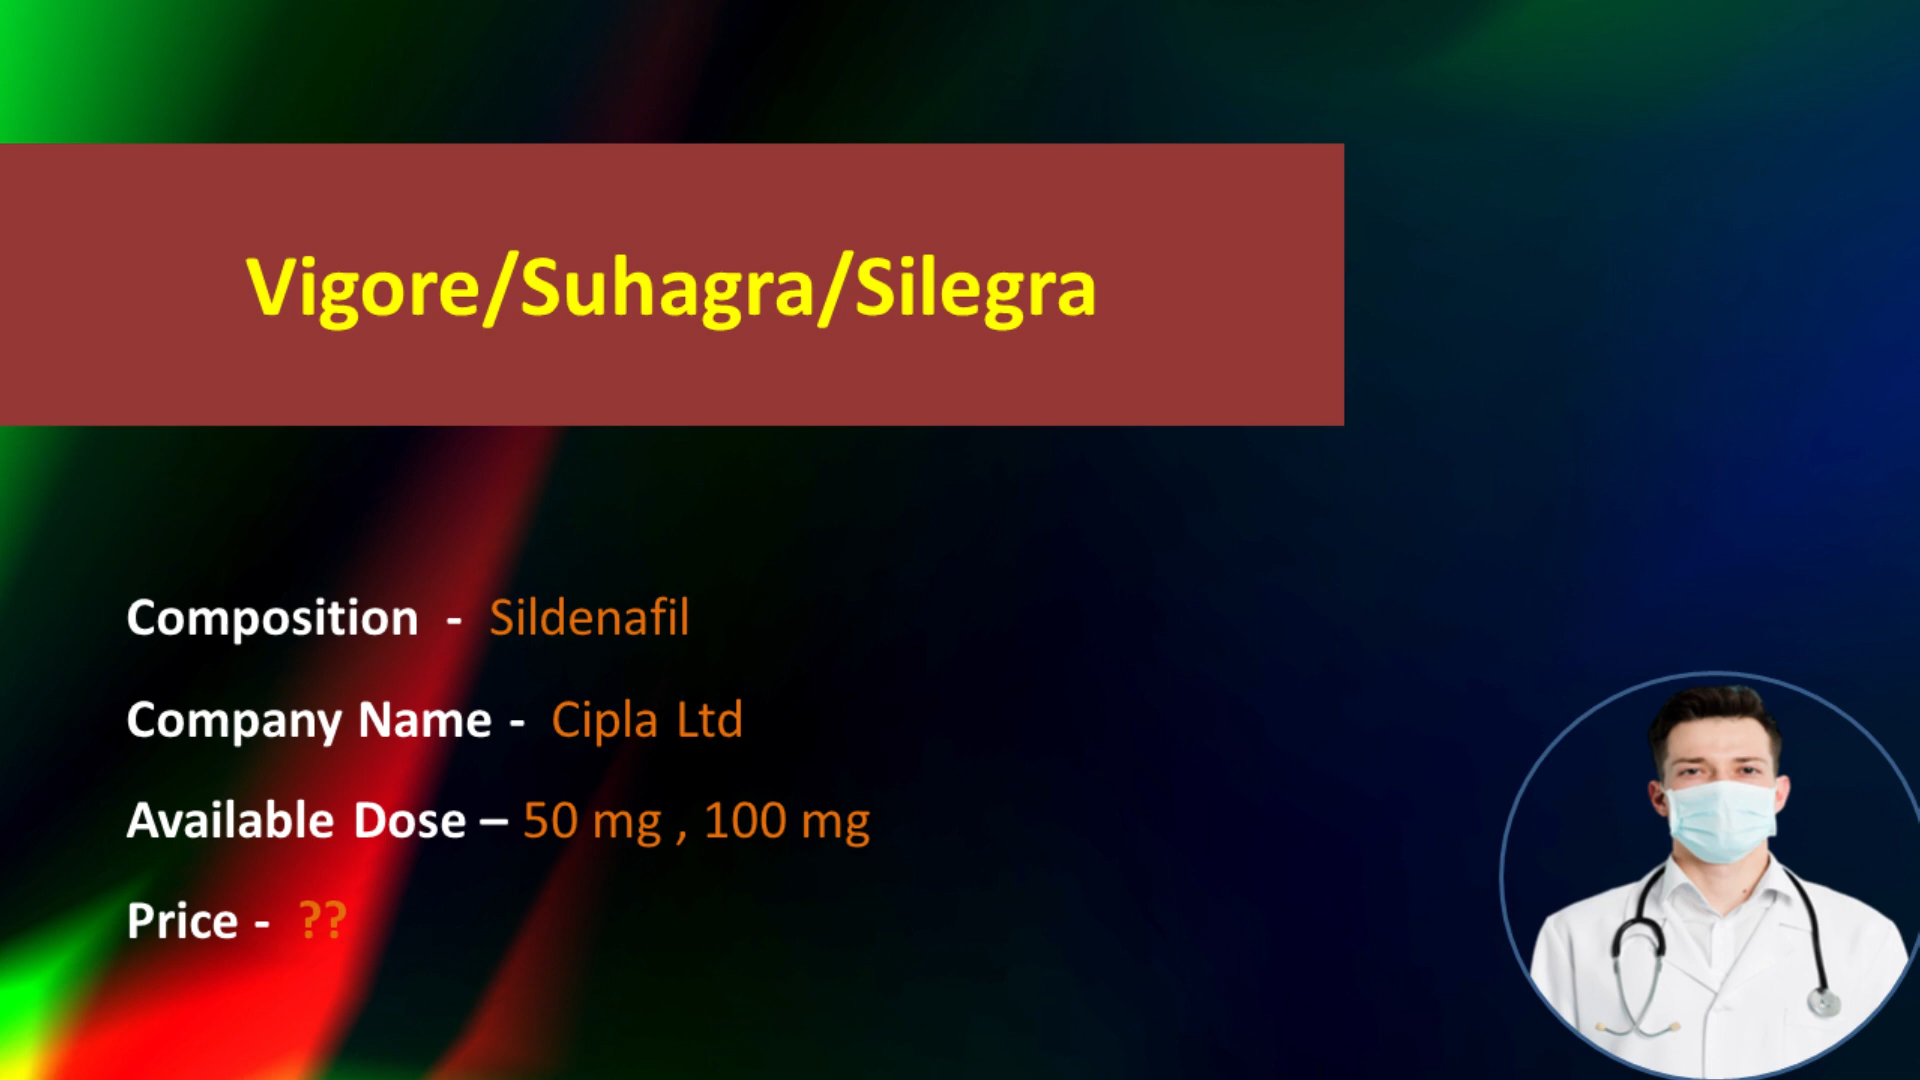 Vigore/Suhagra/Silegra
Composition - Sildenafil
Company Name - Cipla Ltd
Available Dose – 50 mg , 100 mg
Price - ??